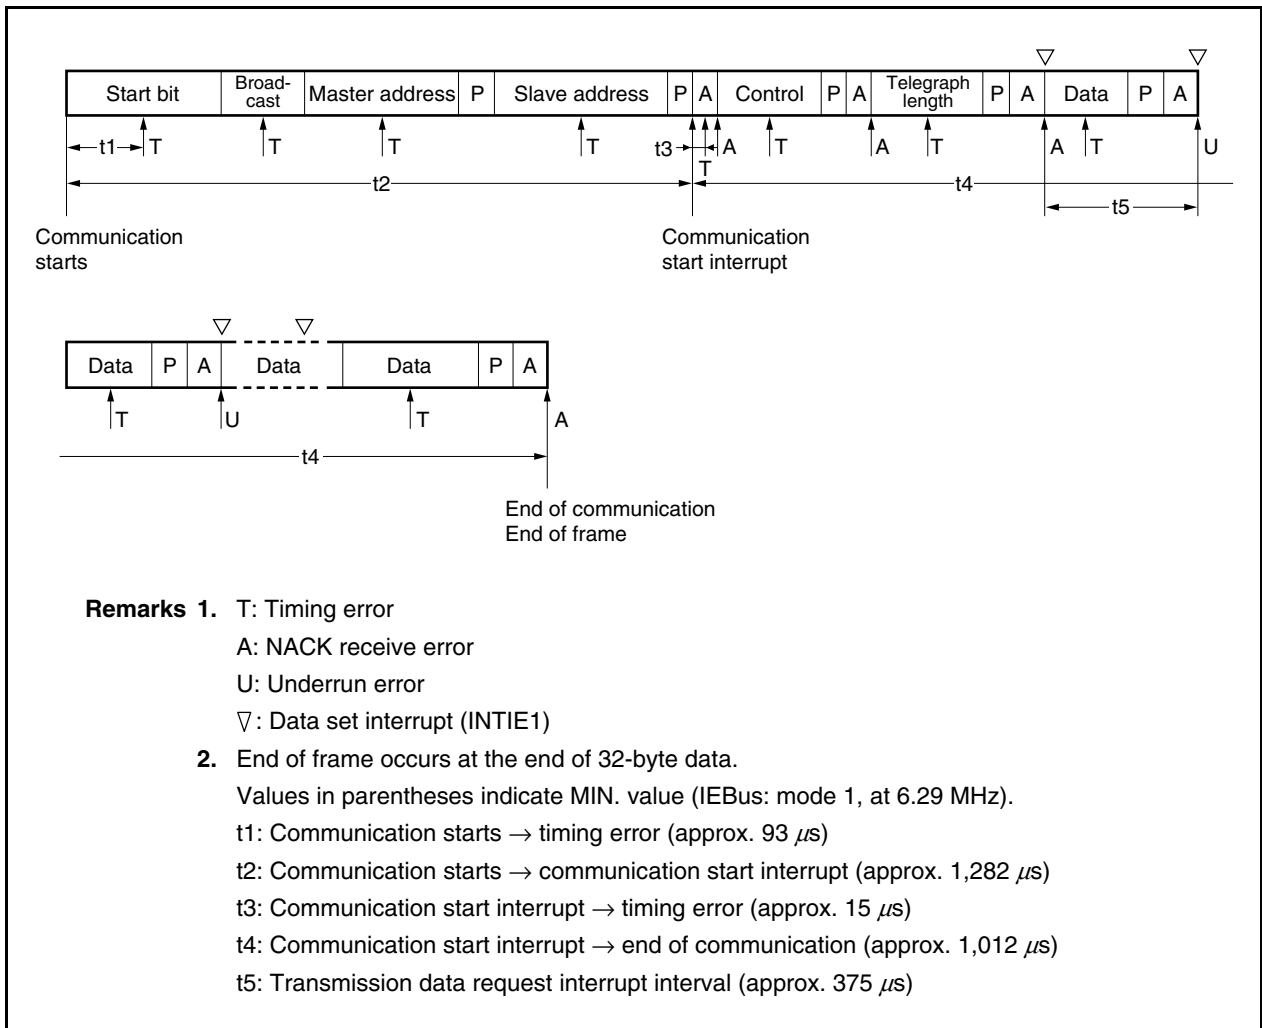 Start bit Broad- cast Master address P Slave address P A Control P A Telegraph length P A Data P A
t1 T T T T t3 T A T A T A T U
t2 t4
t5
Communication
starts
Communication
start interrupt
▽ ▽
Data P A Data Data P A
T U T A
t4
End of communication
End of frame
Remarks 1. T: Timing error
A: NACK receive error
U: Underrun error
▽: Data set interrupt (INTIE1)
2. End of frame occurs at the end of 32-byte data.
Values in parentheses indicate MIN. value (IEBus: mode 1, at 6.29 MHz).
t1: Communication starts → timing error (approx. 93 μs)
t2: Communication starts → communication start interrupt (approx. 1,282 μs)
t3: Communication start interrupt → timing error (approx. 15 μs)
t4: Communication start interrupt → end of communication (approx. 1,012 μs)
t5: Transmission data request interrupt interval (approx. 375 μs)